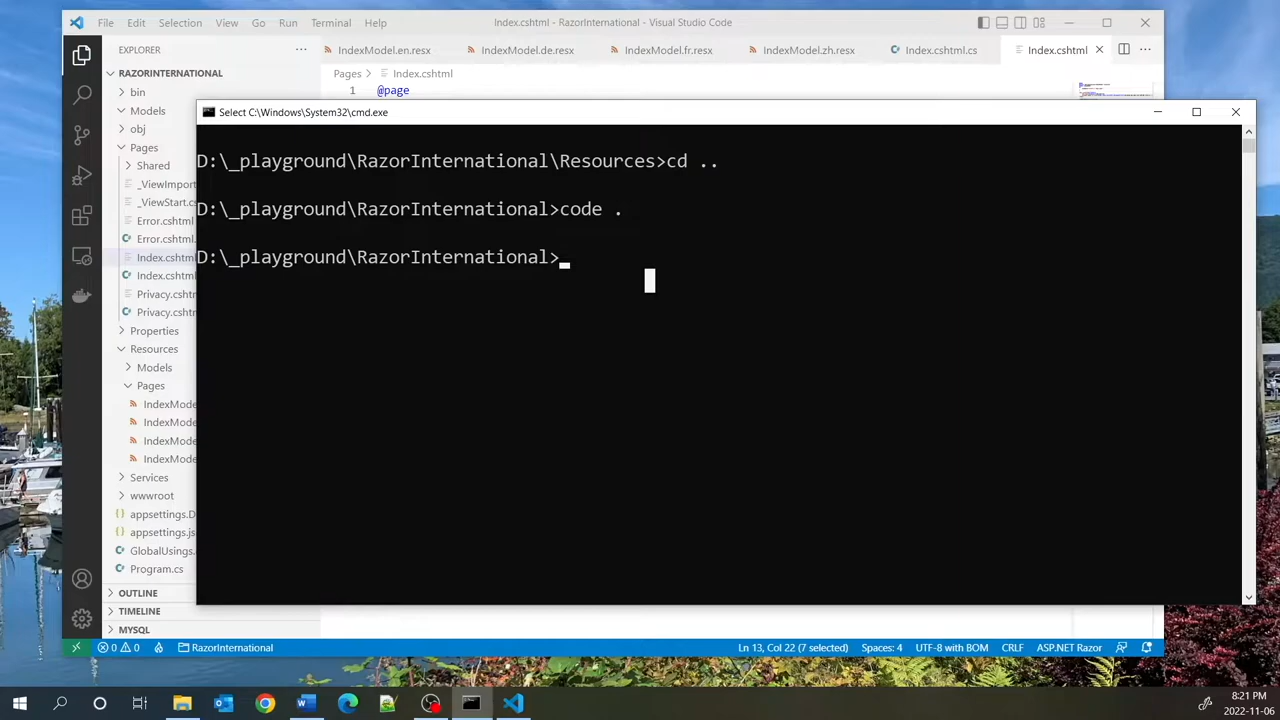 File Edit Selection View Go Run Terminal Help
Index.cshtml - RazorInternational - Visual Studio Code
EXPLORER
IndexModel.en.resx IndexModel.de.resx IndexModel.fr.resx IndexModel.zh.resx Index.cshtml.cs Index.cshtml
RAZORINTERNATIONAL
Pages Index.cshtml
bin
1 @page
Models
obj
Pages
Shared
_ViewImport
_ViewStart.c
Error.cshtml
Error.cshtml.
Index.cshtml
Index.cshtml
Privacy.cshtml
Privacy.cshtml
Properties
Resources
Models
Pages
IndexMode
IndexMode
IndexMode
IndexMode
Services
wwwroot
appsettings.D
appsettings.js
GlobalUsings.
Program.cs
OUTLINE
TIMELINE
MYSQL
Select C:\Windows\System32\cmd.exe
D:\_playground\RazorInternational\Resources>cd ..
D:\_playground\RazorInternational>code .
D:\_playground\RazorInternational>
0 0 RazorInternational Ln 13, Col 22 (7 selected) Spaces: 4 UTF-8 with BOM CRLF ASP.NET Razor
8:21 PM
2022-11-06